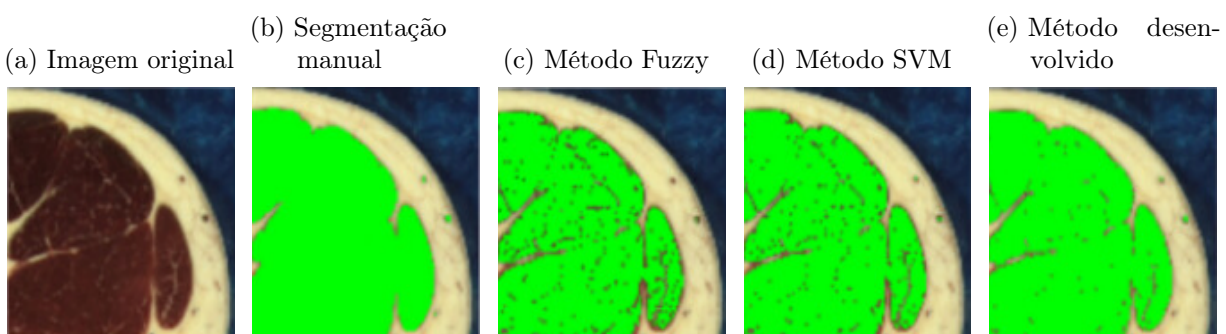 (a) Imagem original
(b) Segmentação
manual
(c) Método Fuzzy
(d) Método SVM
(e) Método desen-
volvido